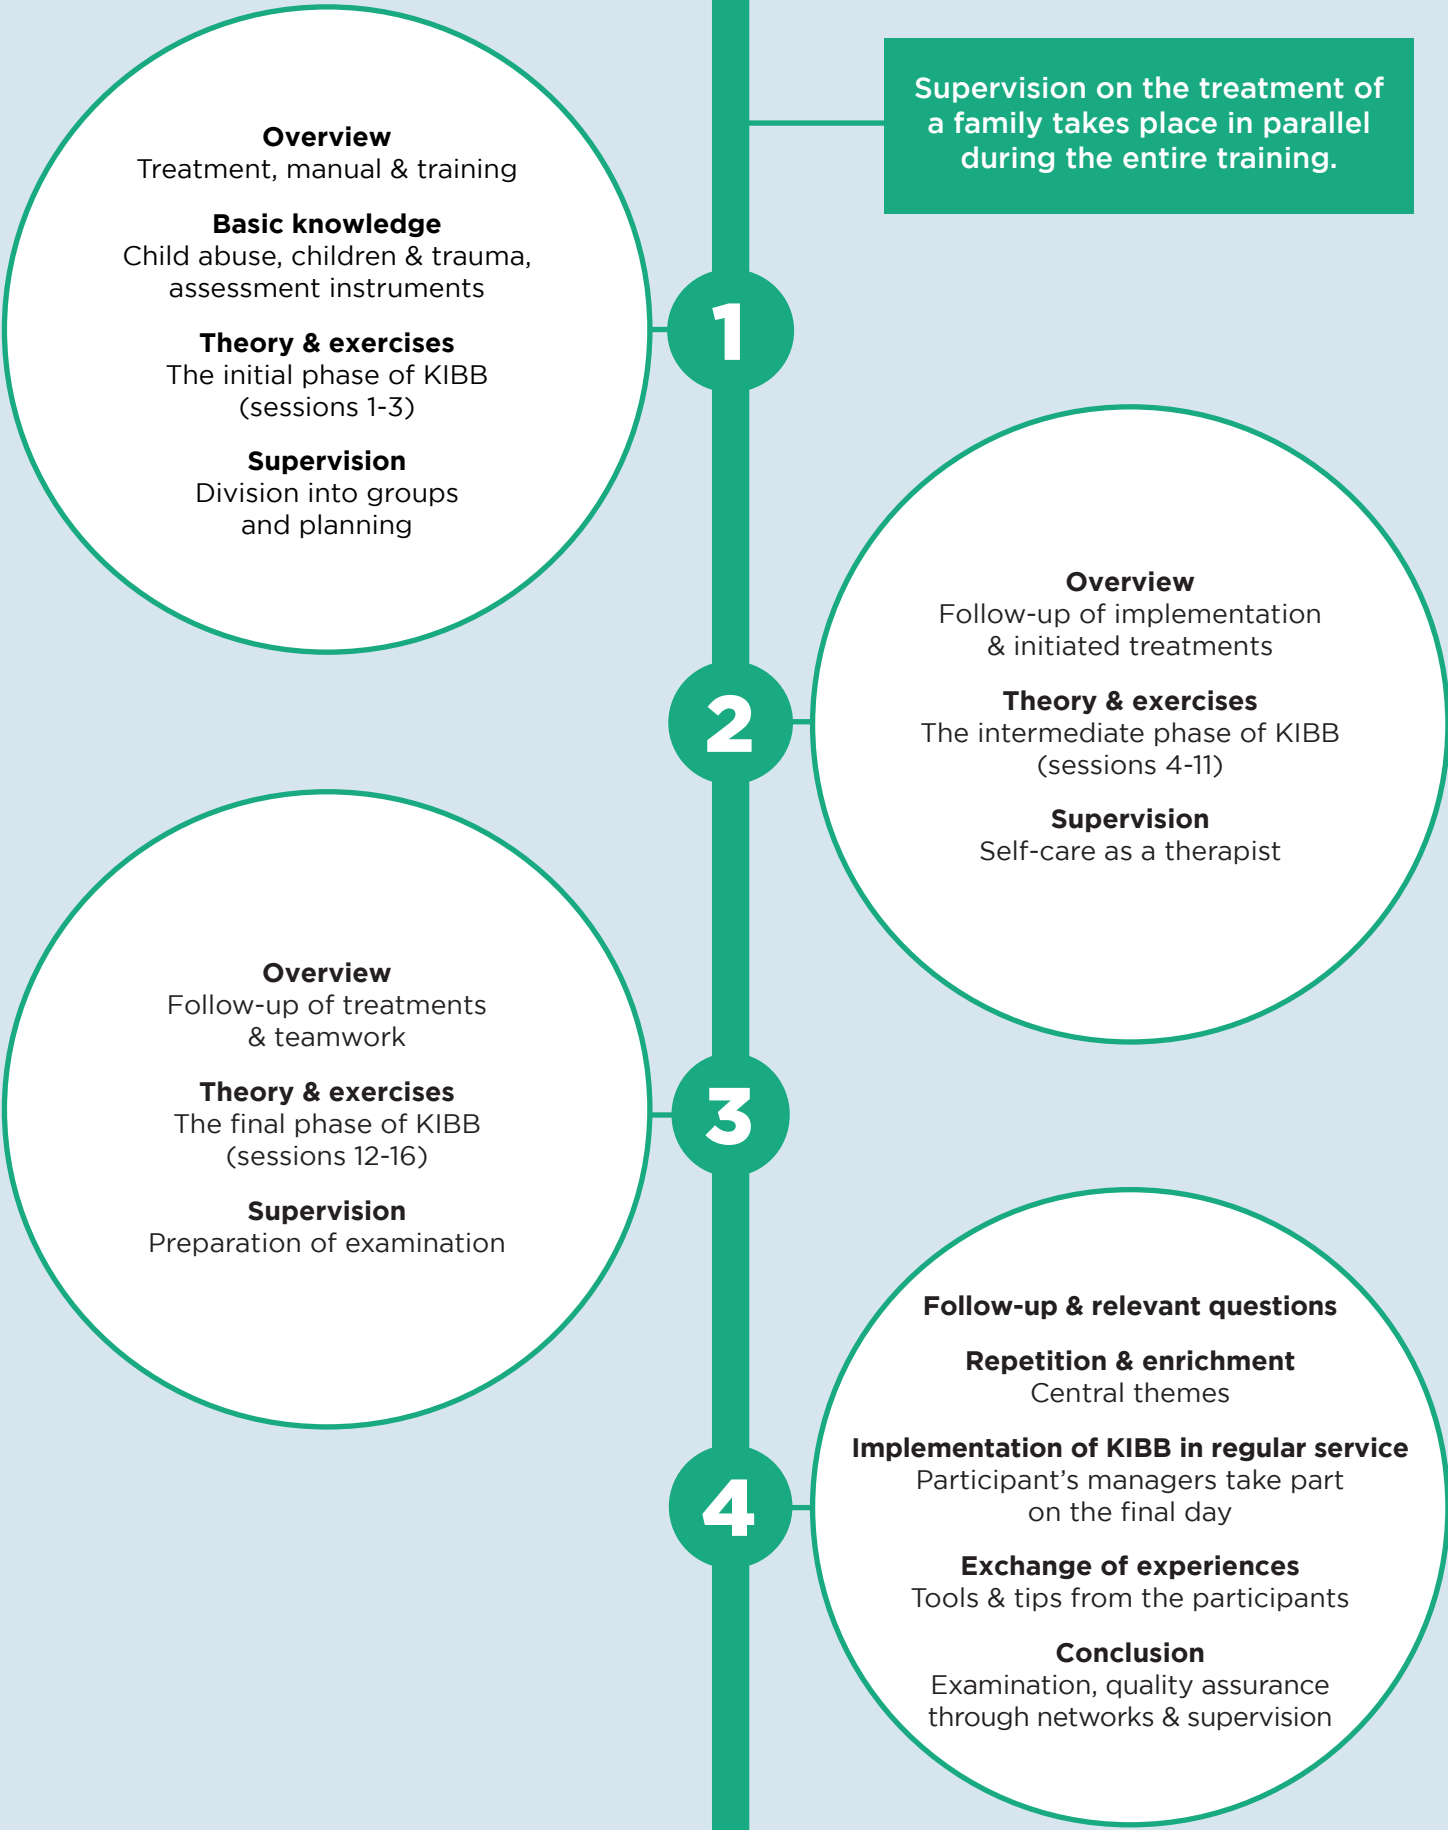 Supervision on the treatment of
a family takes place in parallel
during the entire training.
Overview
Treatment, manual & training
Basic knowledge
Child abuse, children & trauma,
assessment instruments
Theory & exercises
The initial phase of KIBB
(sessions 1-3)
Supervision
Division into groups
and planning
1
2
Overview
Follow-up of implementation
& initiated treatments
Theory & exercises
The intermediate phase of KIBB
(sessions 4-11)
Supervision
Self-care as a therapist
Overview
Follow-up of treatments
& teamwork
Theory & exercises
The final phase of KIBB
(sessions 12-16)
Supervision
Preparation of examination
3
4
Follow-up & relevant questions
Repetition & enrichment
Central themes
Implementation of KIBB in regular service
Participant’s managers take part
on the final day
Exchange of experiences
Tools & tips from the participants
Conclusion
Examination, quality assurance
through networks & supervision